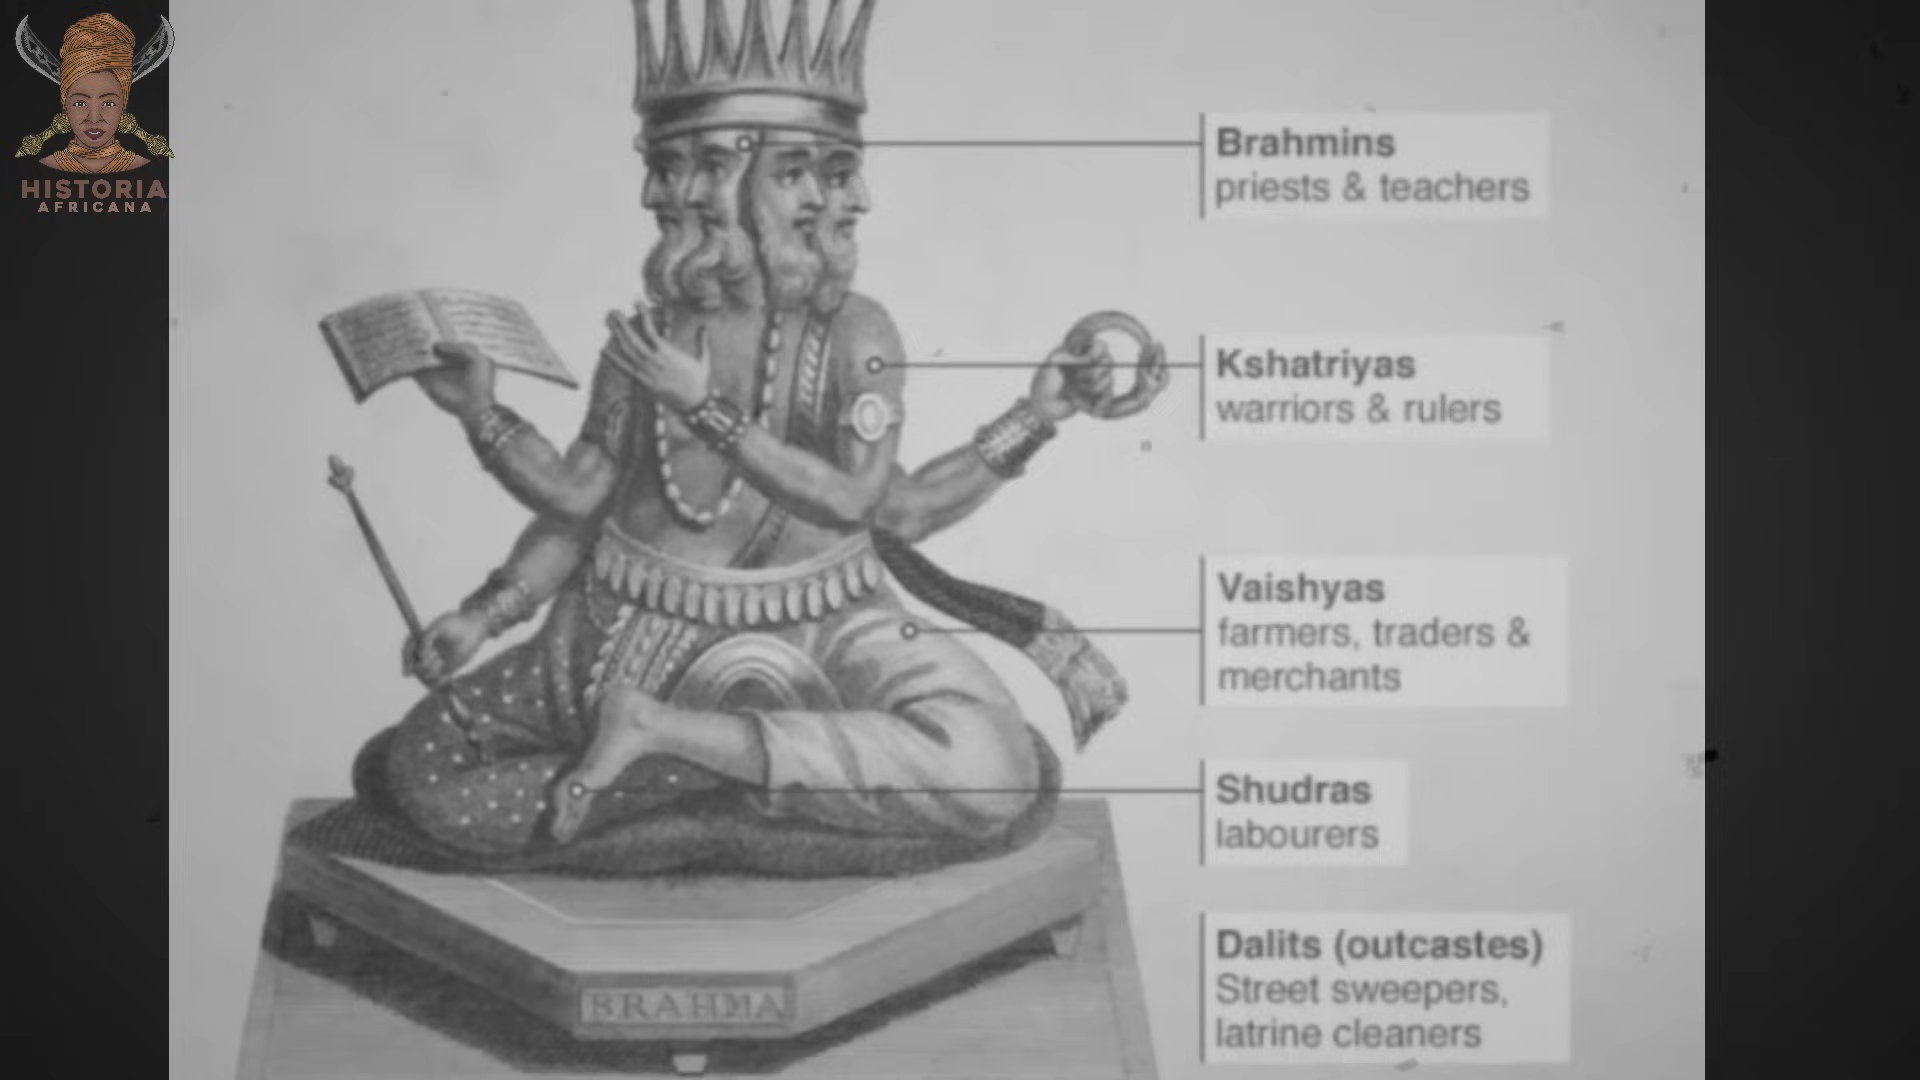 HISTORIA
AFRICANA
Brahmins
priests & teachers
Kshatriyas
warriors & rulers
Vaishyas
farmers, traders &
merchants
Shudras
labourers
Dalits (outcastes)
Street sweepers,
latrine cleaners
BRAHMA